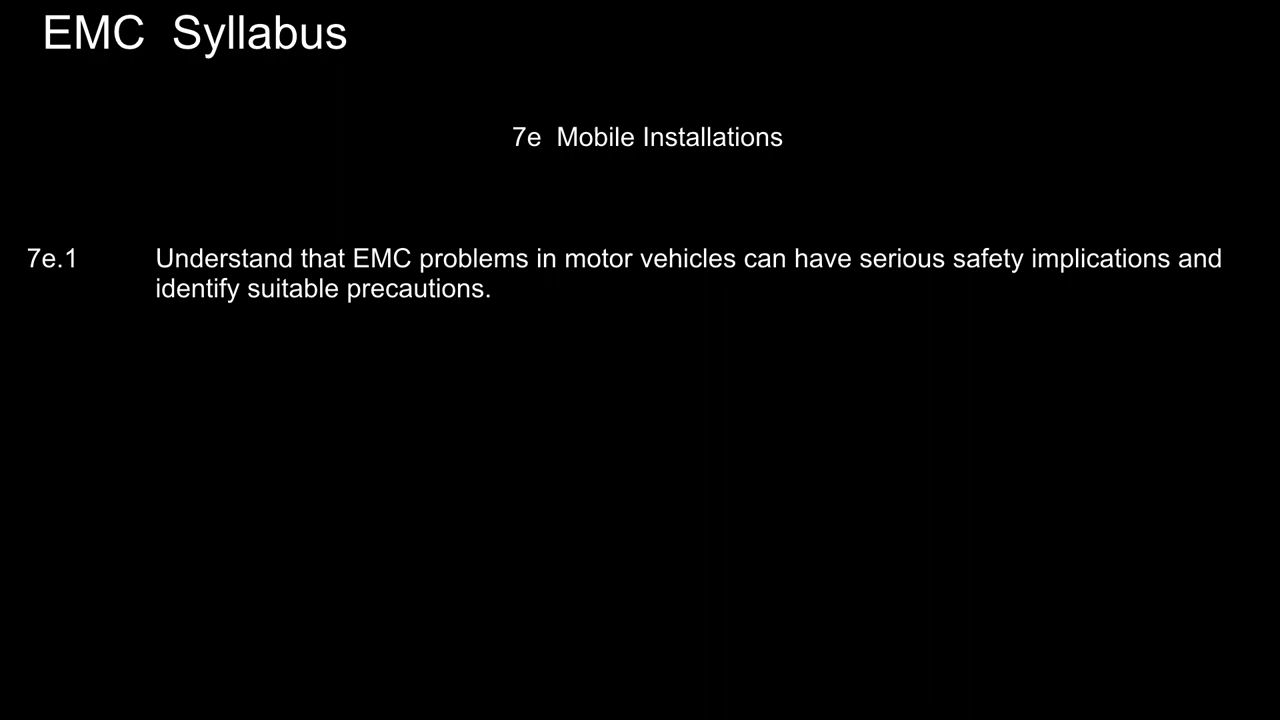 EMC Syllabus
7e Mobile Installations
7e.1 Understand that EMC problems in motor vehicles can have serious safety implications and
identify suitable precautions.